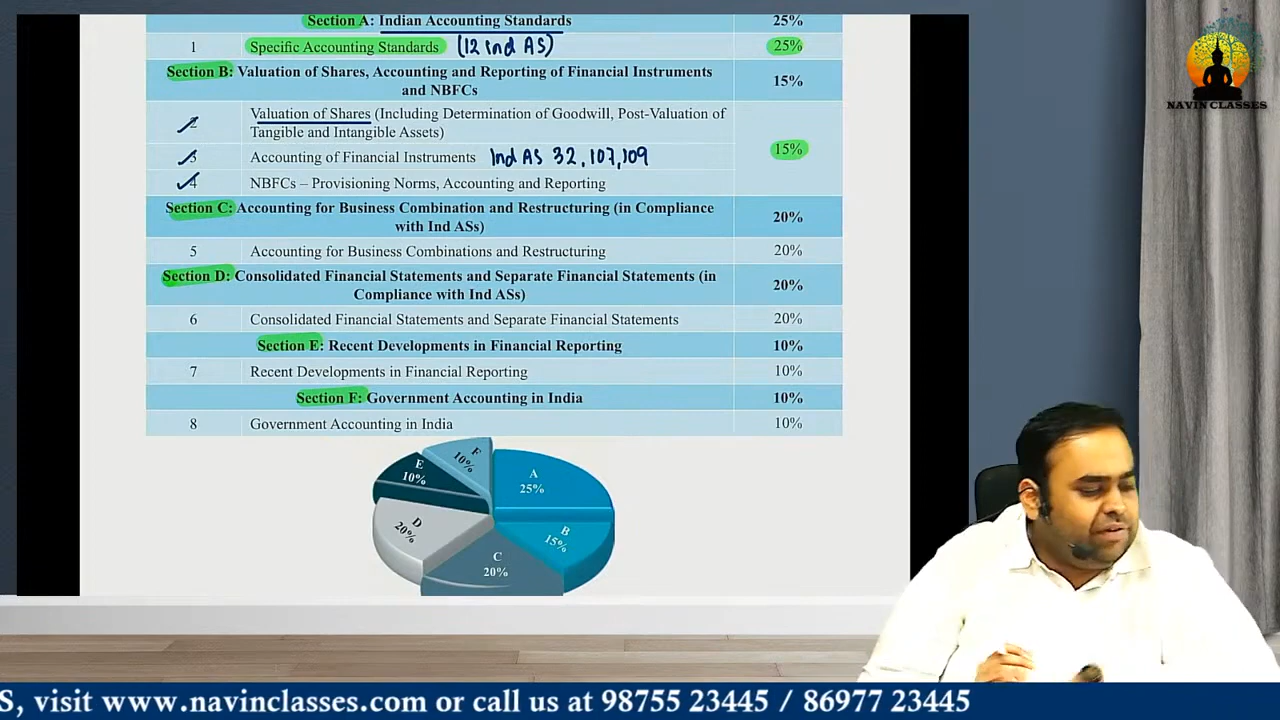 Section A: Indian Accounting Standards 25%
1 Specific Accounting Standards (12 Ind AS) 25%
Section B: Valuation of Shares, Accounting and Reporting of Financial Instruments
and NBFCs 15%
2 Valuation of Shares (Including Determination of Goodwill, Post-Valuation of
Tangible and Intangible Assets)
3 Accounting of Financial Instruments Ind AS 32, 107, 109
15%
4 NBFCs – Provisioning Norms, Accounting and Reporting
Section C: Accounting for Business Combination and Restructuring (in Compliance
with Ind ASs) 20%
5 Accounting for Business Combinations and Restructuring 20%
Section D: Consolidated Financial Statements and Separate Financial Statements (in
Compliance with Ind ASs) 20%
6 Consolidated Financial Statements and Separate Financial Statements 20%
Section E: Recent Developments in Financial Reporting 10%
7 Recent Developments in Financial Reporting 10%
Section F: Government Accounting in India 10%
8 Government Accounting in India 10%
F
10%
E
10%
A
25%
D
20%
B
15%
C
20%
NAVIN CLASSES
S, visit www.navinclasses.com or call us at 98755 23445 / 86977 23445